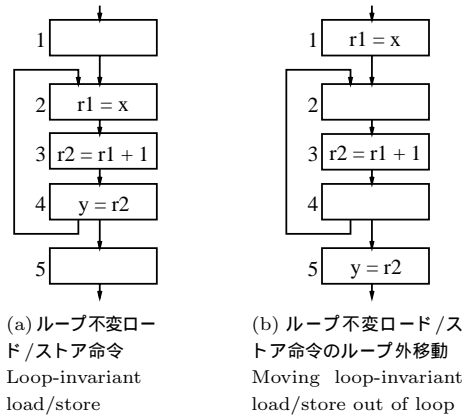 1
2
r1 = x
3
r2 = r1 + 1
4
y = r2
5
(a) ループ不変ロー
ド/ストア命令
Loop-invariant
load/store
1
r1 = x
2
3
r2 = r1 + 1
4
5
y = r2
(b) ループ不変ロード/ス
トア命令のループ外移動
Moving loop-invariant
load/store out of loop